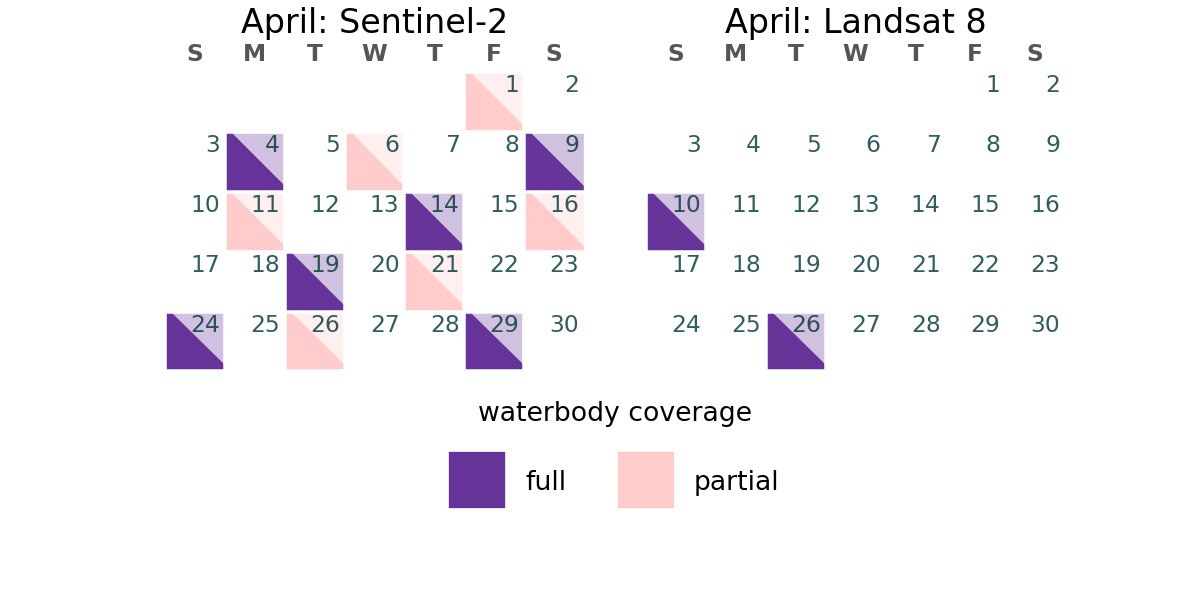 April: Sentinel-2
S M T W T F S
1 2
3 4 5 6 7 8 9
10 11 12 13 14 15 16
17 18 19 20 21 22 23
24 25 26 27 28 29 30
April: Landsat 8
S M T W T F S
1 2
3 4 5 6 7 8 9
10 11 12 13 14 15 16
17 18 19 20 21 22 23
24 25 26 27 28 29 30
waterbody coverage
full
partial